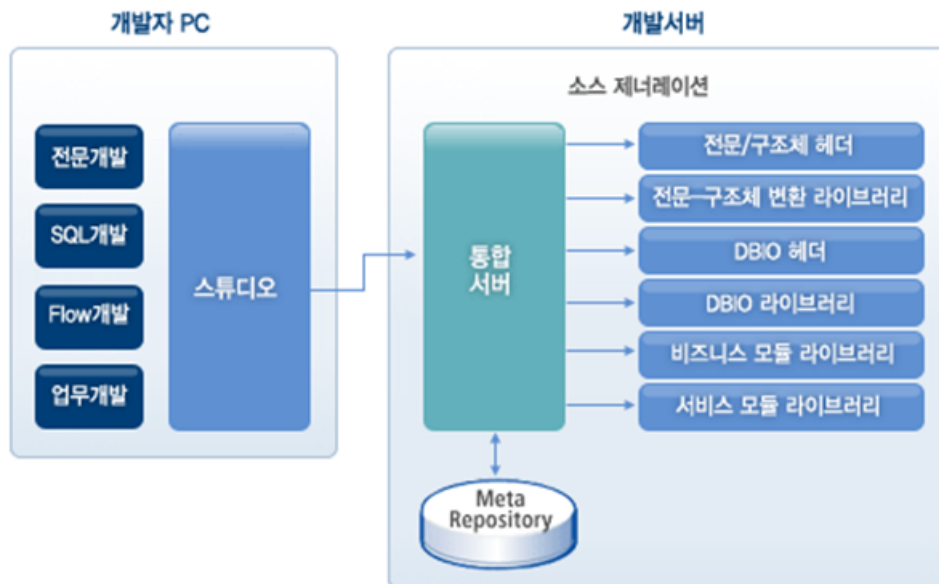 개발자 PC
개발서버
전문개발
SQL개발
Flow개발
업무개발
스튜디오
소스 제너레이션
통합
서버
전문/구조체 헤더
전문-구조체 변환 라이브러리
DBIO 헤더
DBIO 라이브러리
비즈니스 모듈 라이브러리
서비스 모듈 라이브러리
Meta
Repository